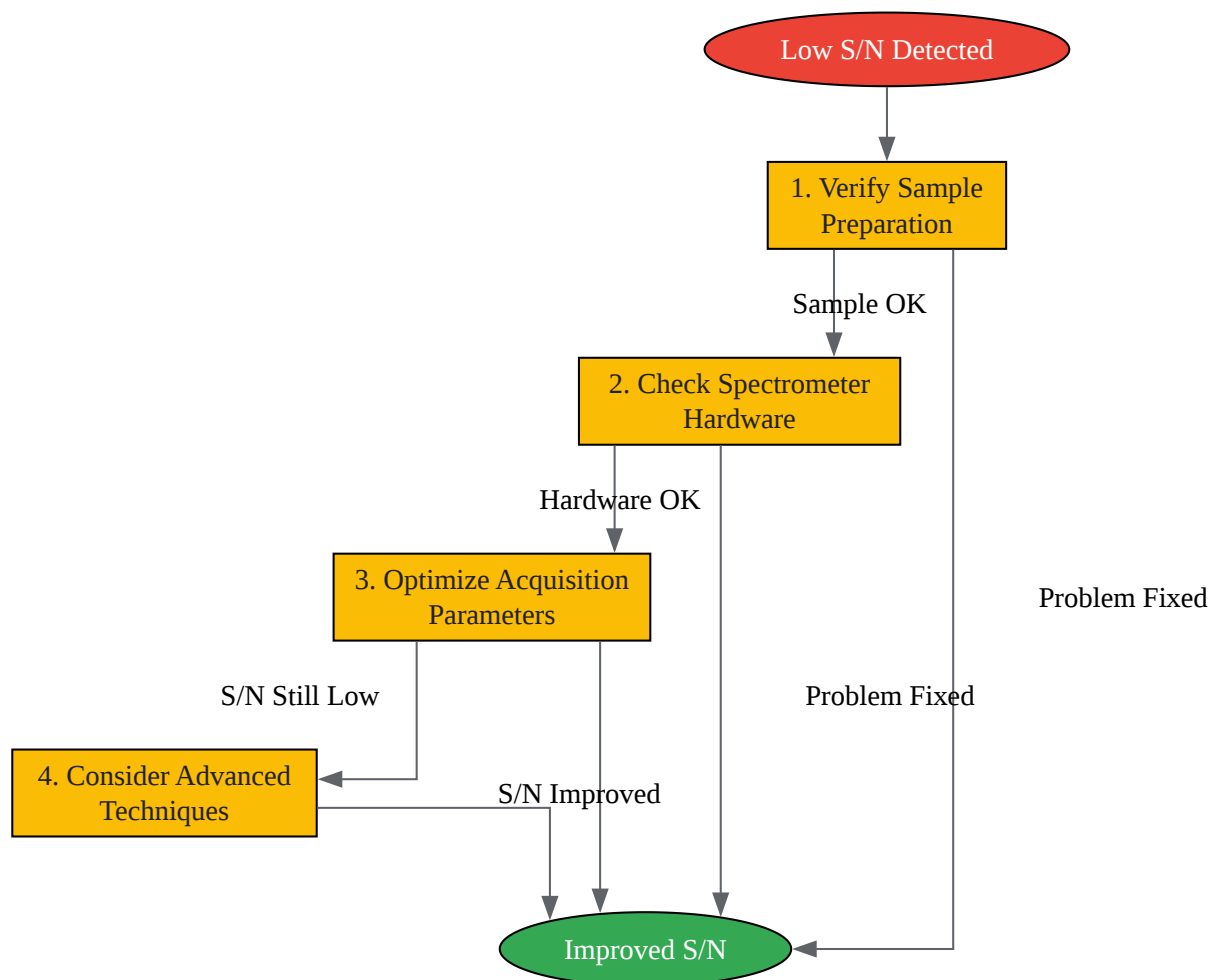 Low S/N Detected
1. Verify Sample
Preparation
Sample OK
2. Check Spectrometer
Hardware
Hardware OK
3. Optimize Acquisition
Parameters
Problem Fixed
S/N Still Low
Problem Fixed
4. Consider Advanced
Techniques
S/N Improved
Improved S/N